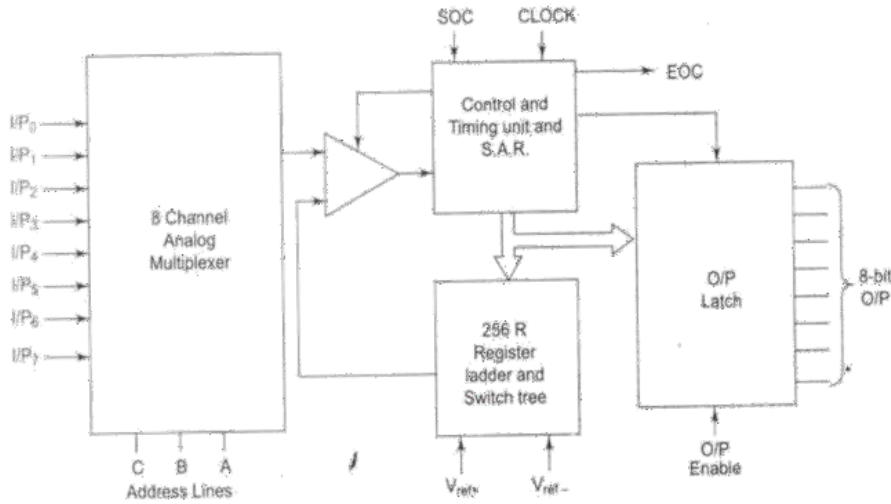 SOC CLOCK
EOC
Control and
Timing unit and
S.A.R.
I/P0
I/P1
I/P2
I/P3
I/P4
I/P5
I/P6
I/P7
8 Channel
Analog
Multiplexer
O/P
Latch
8-bit
O/P
256 R
Register
ladder and
Switch tree
C B A
Address Lines
Vref+ Vref-
O/P
Enable